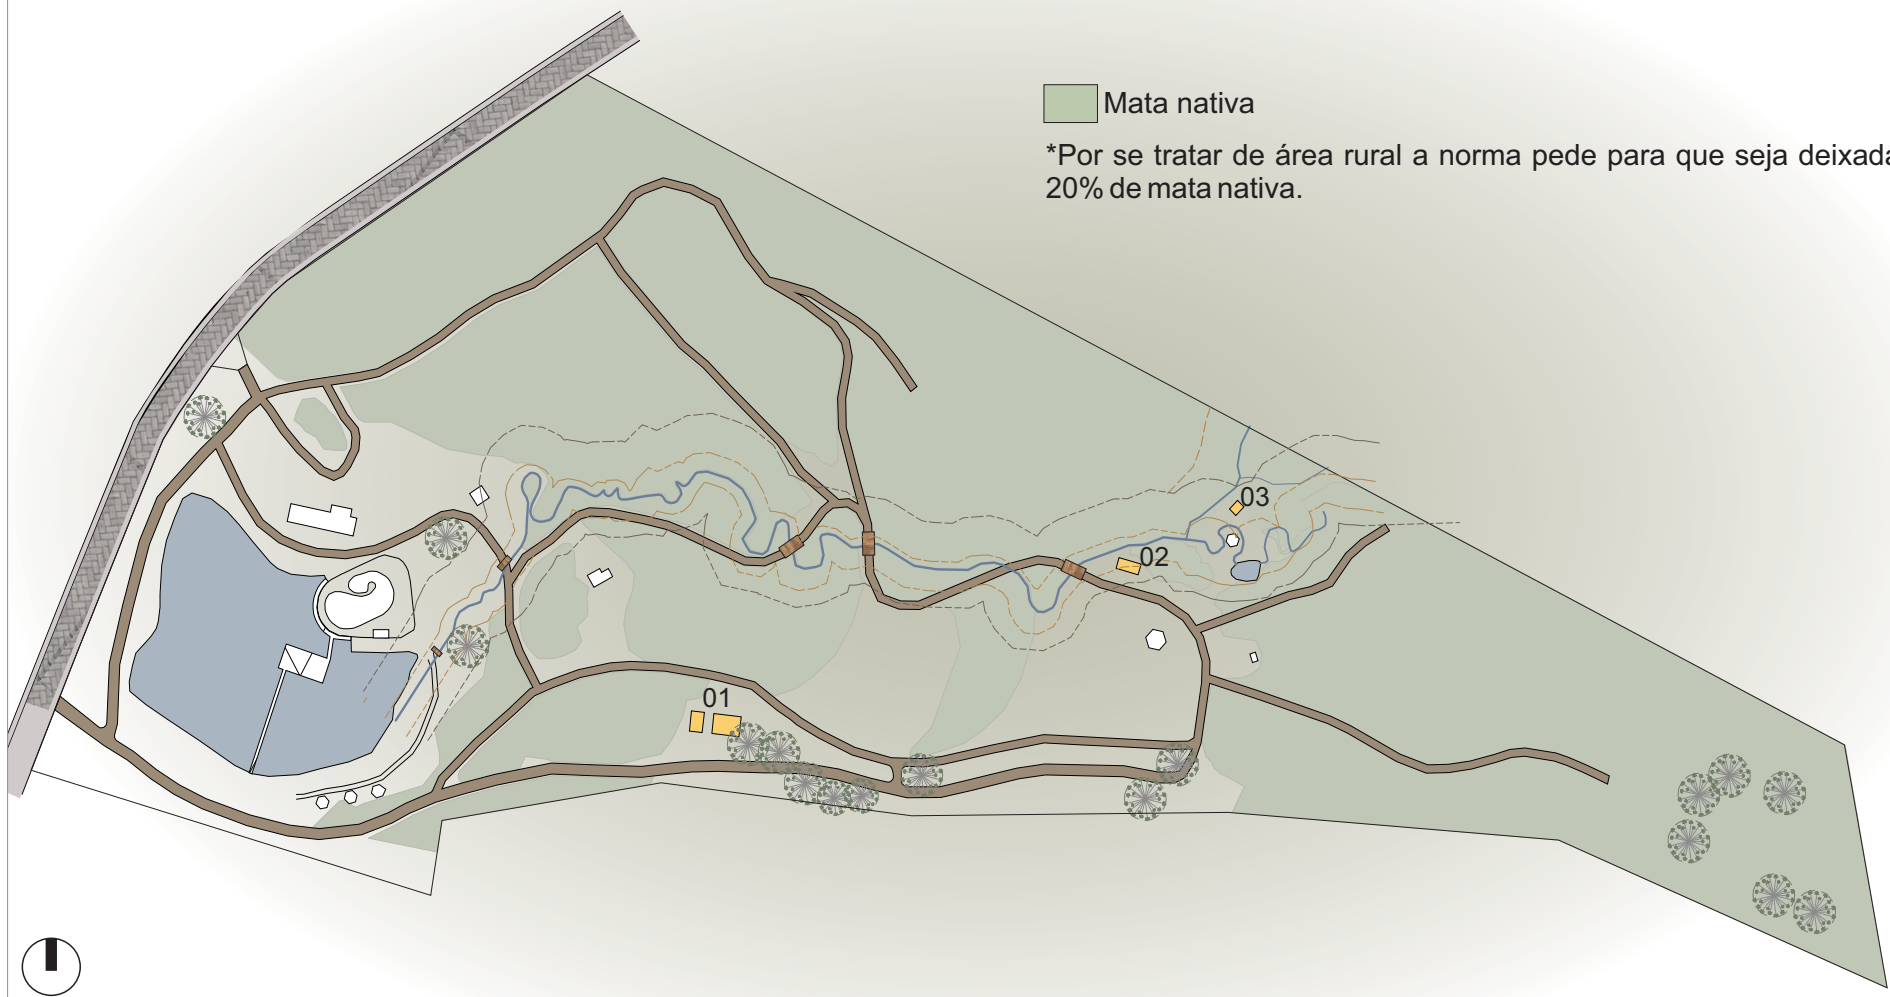 Mata nativa
*Por se tratar de área rural a norma pede para que seja deixada
20% de mata nativa.
03
02
01